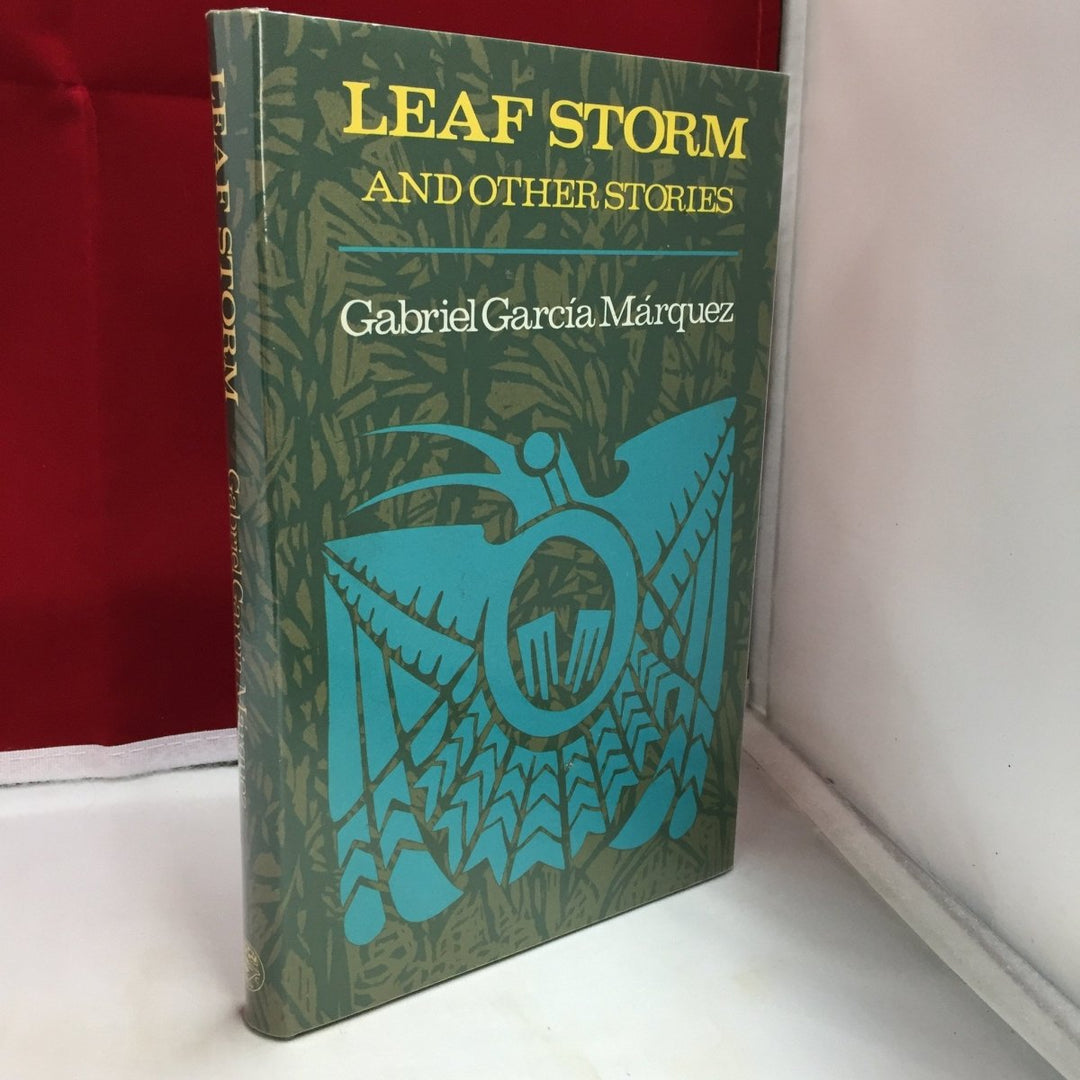 LEAF STORM
AND OTHER STORIES
Gabriel García Márquez
LEAF STORM Gabriel García Márquez